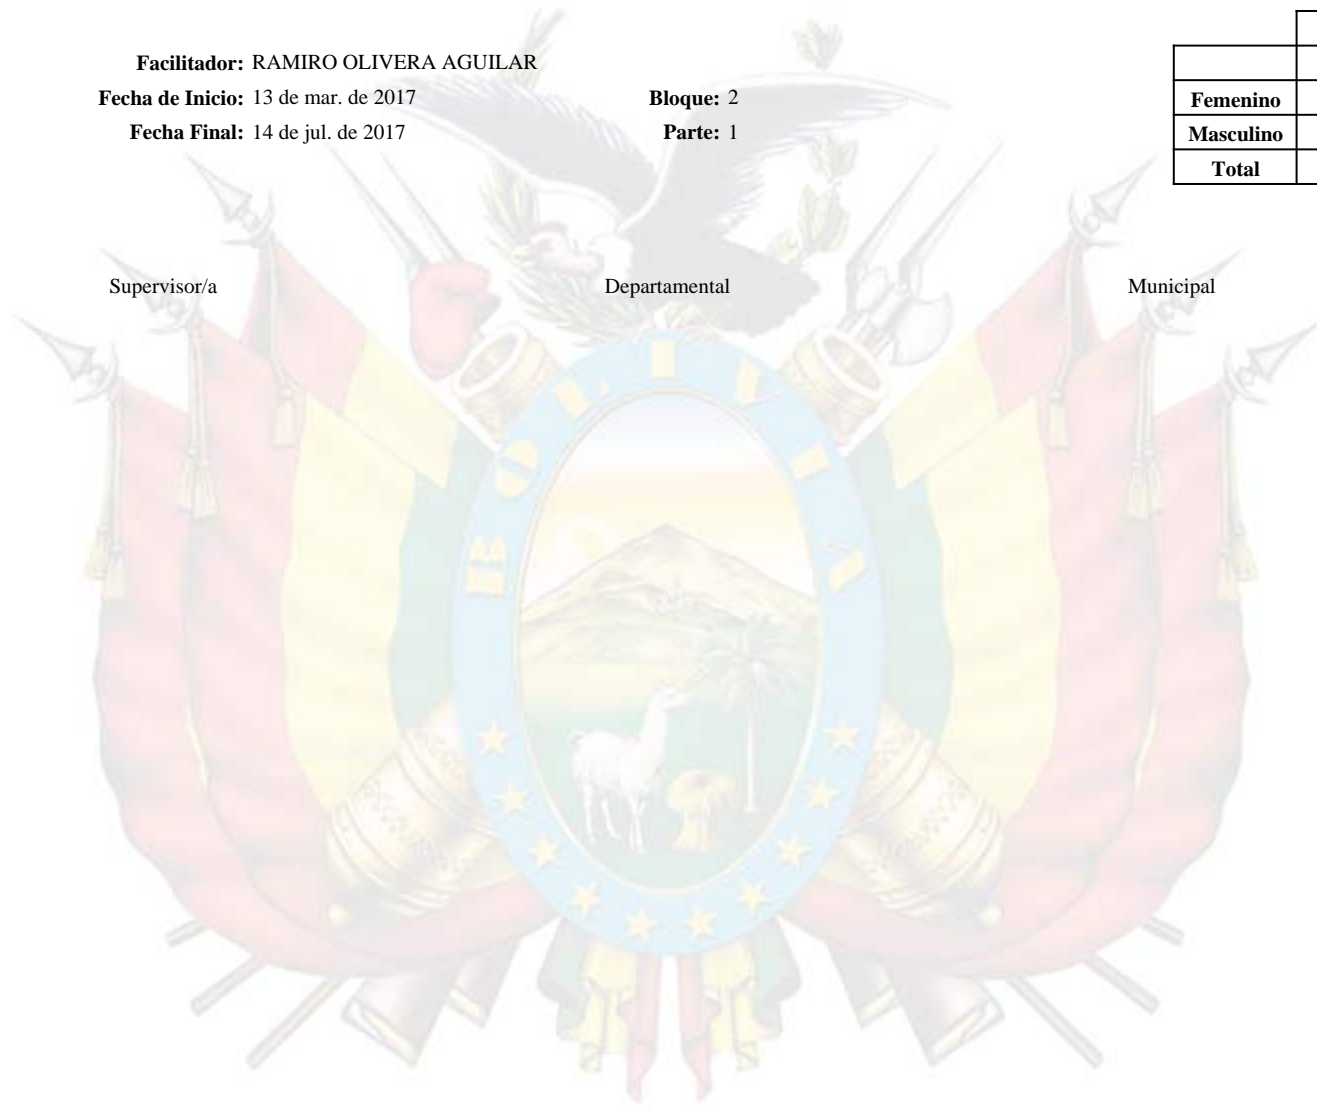 Facilitador: RAMIRO OLIVERA AGUILAR
Fecha de Inicio: 13 de mar. de 2017 Bloque: 2
Femenino
Fecha Final: 14 de jul. de 2017 Parte: 1
Masculino
Total
Supervisor/a Departamental Municipal
BOLIVIA